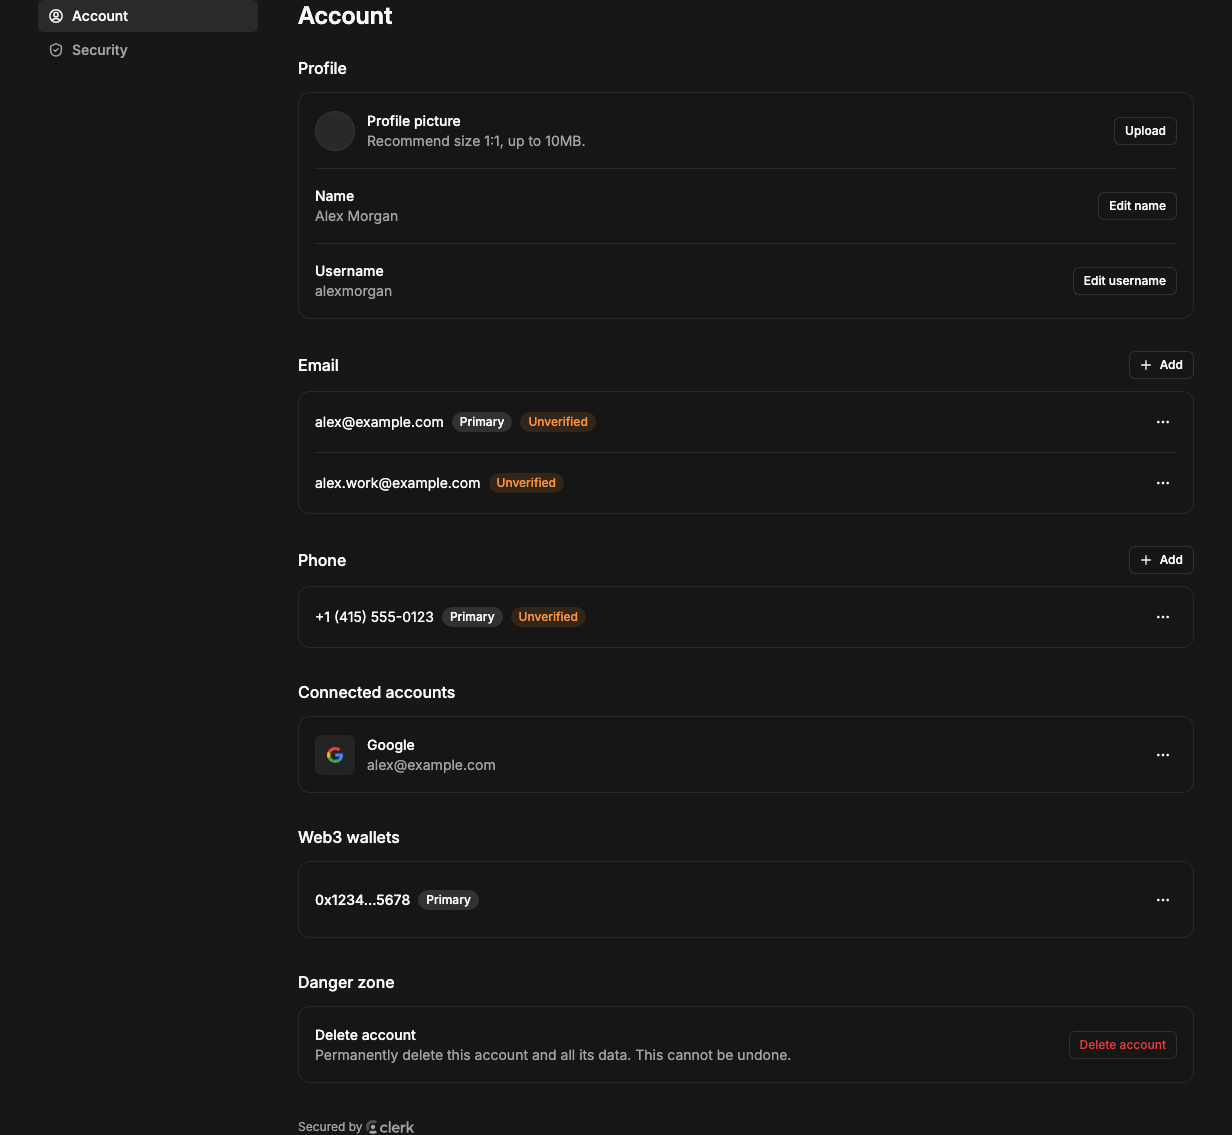 Account
Security
Account
Profile
Profile picture
Recommend size 1:1, up to 10MB.
Upload
Name
Alex Morgan
Edit name
Username
alexmorgan
Edit username
Email
+ Add
alex@example.com Primary Unverified
alex.work@example.com Unverified
Phone
+ Add
+1 (415) 555-0123 Primary Unverified
Connected accounts
Google
alex@example.com
Web3 wallets
0x1234...5678 Primary
Danger zone
Delete account
Permanently delete this account and all its data. This cannot be undone.
Delete account
Secured by clerk